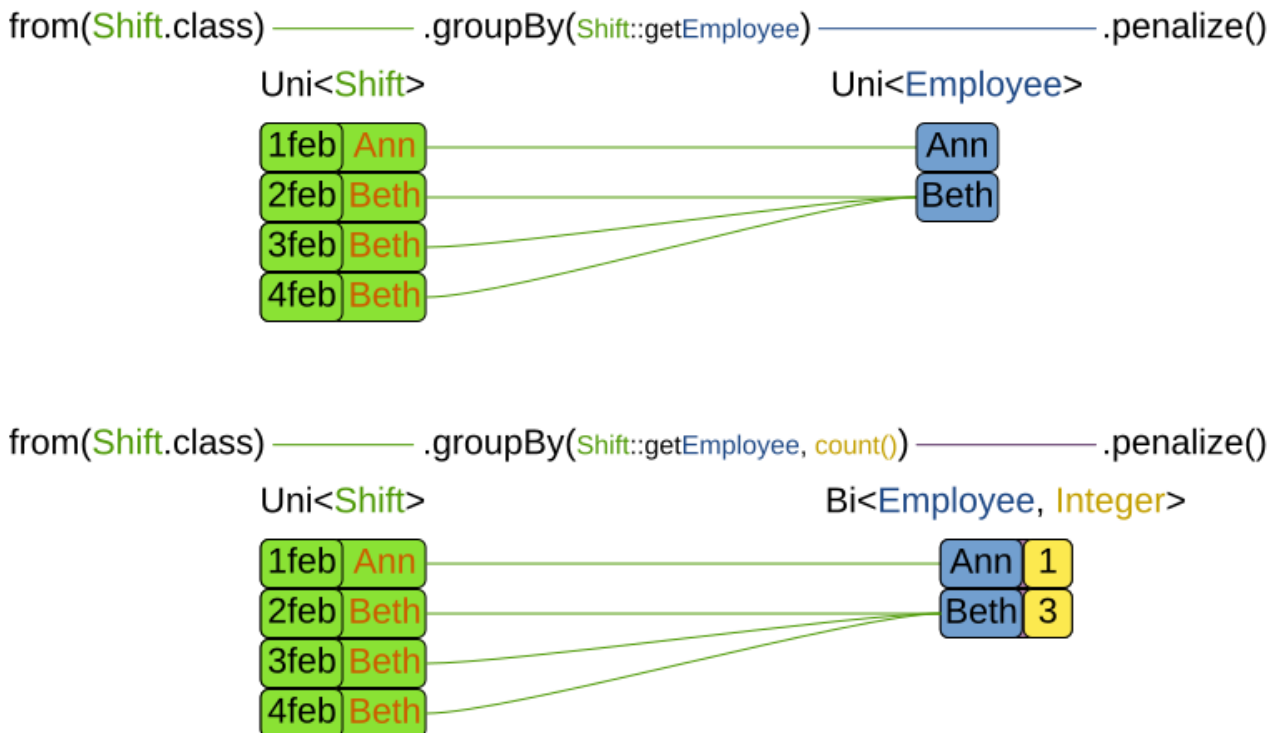 from(Shift.class) .groupBy(Shift::getEmployee) .penalize()
Uni<Shift> Uni<Employee>
1feb Ann Ann
2feb Beth Beth
3feb Beth
4feb Beth
from(Shift.class) .groupBy(Shift::getEmployee, count()) .penalize()
Uni<Shift> Bi<Employee, Integer>
1feb Ann Ann 1
2feb Beth Beth 3
3feb Beth
4feb Beth